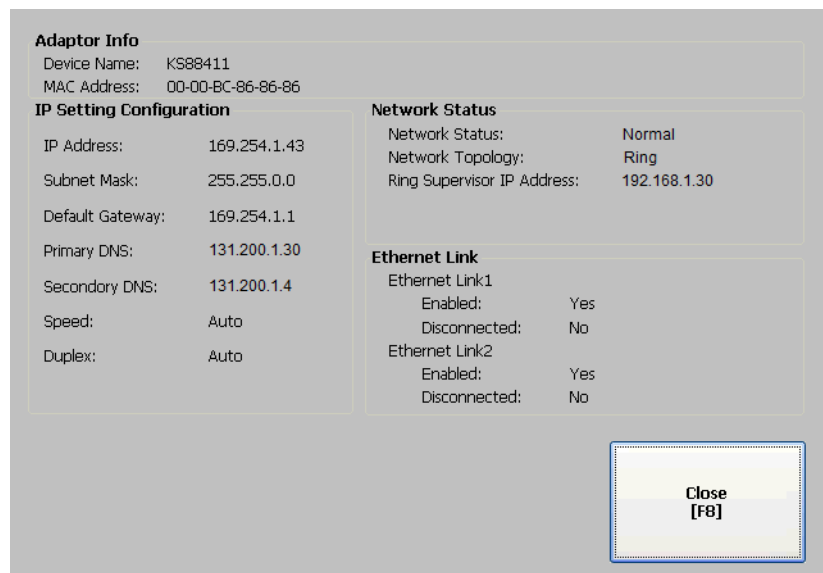 Adaptor Info
Device Name: KS88411
MAC Address: 00-00-BC-86-86-86
IP Setting Configuration
IP Address: 169.254.1.43
Subnet Mask: 255.255.0.0
Default Gateway: 169.254.1.1
Primary DNS: 131.200.1.30
Secondory DNS: 131.200.1.4
Speed: Auto
Duplex: Auto
Network Status
Network Status: Normal
Network Topology: Ring
Ring Supervisor IP Address: 192.168.1.30
Ethernet Link
Ethernet Link1
Enabled: Yes
Disconnected: No
Ethernet Link2
Enabled: Yes
Disconnected: No
Close
[F8]